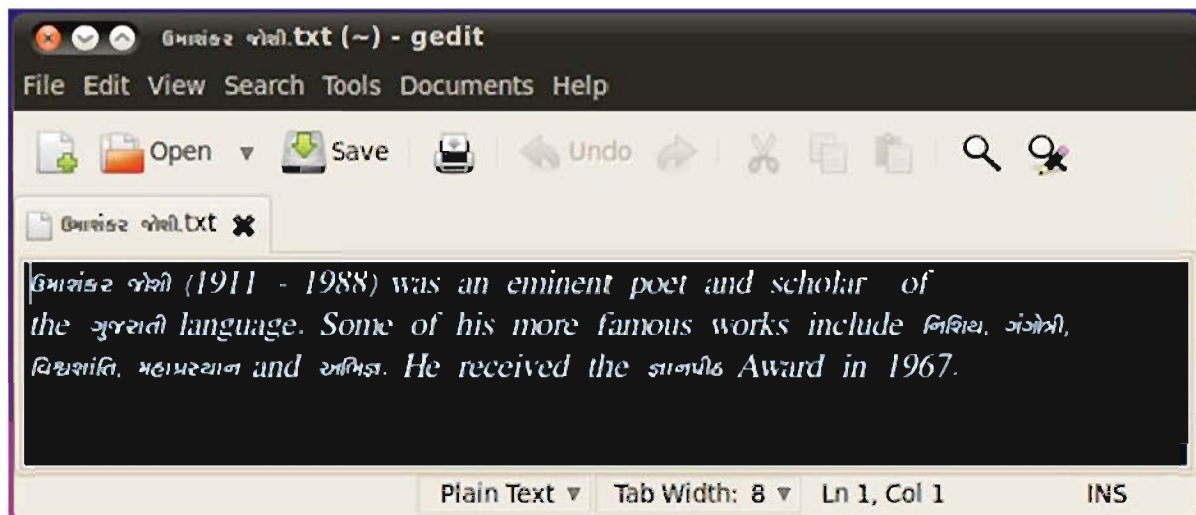 ઉમાશંકર જોશી.txt (~) - gedit
File Edit View Search Tools Documents Help
Open Save Undo
ઉમાશંકર જોશી.txt
ઉમાશંકર જોશી (1911 - 1988) was an eminent poet and scholar of
the ગુજરાતી language. Some of his more famous works include નિશિથ, ગંગોત્રી,
વિશ્વશાંતિ, મહાપ્રસ્થાન and અભિજ્ઞ. He received the જ્ઞાનપીઠ Award in 1967.
Plain Text Tab Width: 8 Ln 1, Col 1 INS